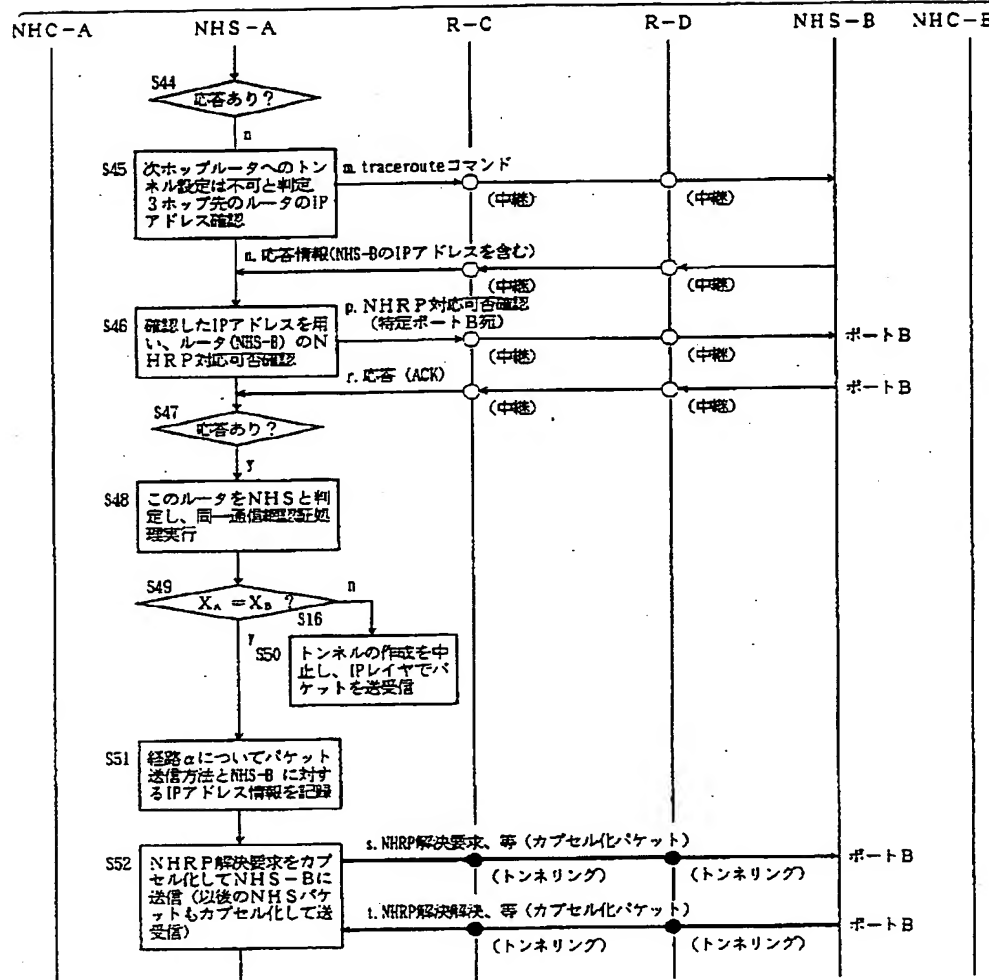 NHC-A NHS-A R-C R-D NHS-B NHC-B
S44
応答あり?
n
S45
次ホップルータへのトン
ネル設定は不可と判定
3ホップ先のルータのIP
アドレス確認
m. tracerouteコマンド
(中継) (中継)
n. 応答情報(NHS-BのIPアドレスを含む)
(中継) (中継)
S46
確認したIPアドレスを用
い、ルータ(NHS-B) のN
HRP対応可否確認
p. NHRP対応可否確認
(特定ポートB宛)
ポートB
(中継) (中継)
r. 応答 (ACK)
ポートB
(中継) (中継)
S47
応答あり?
y
S48
このルータをNHSと判
定し、同一通信
処
理実行
S49
XA =XB ?
n
S16
y
S50
トンネルの作成を中
止し、IPレイヤでパ
ケットを送受信
S51
経路αについてパケット
送信方法とNHS-B に対す
るIPアドレス情報を記録
S52
NHRP解決要求をカプ
セル化してNHS-Bに
送信 (以後のNHSパケ
ットもカプセル化して送
受信)
s. NHRP解決要求、等 (カプセル化パケット)
ポートB
(トンネリング) (トンネリング)
t. NHRP解決解決、等 (カプセル化パケット)
ポートB
(トンネリング) (トンネリング)